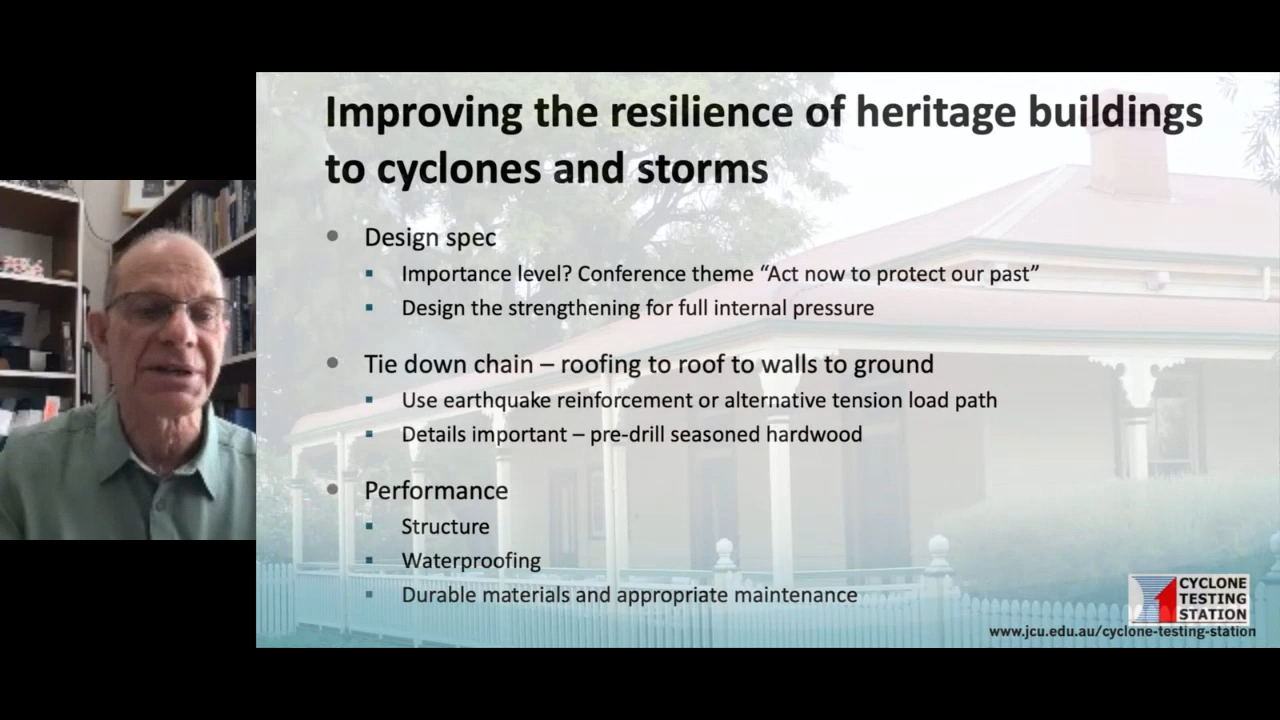 Improving the resilience of heritage buildings
to cyclones and storms
Design spec
Importance level? Conference theme “Act now to protect our past”
Design the strengthening for full internal pressure
Tie down chain – roofing to roof to walls to ground
Use earthquake reinforcement or alternative tension load path
Details important – pre-drill seasoned hardwood
Performance
Structure
Waterproofing
Durable materials and appropriate maintenance
CYCLONE
TESTING
STATION
www.jcu.edu.au/cyclone-testing-station